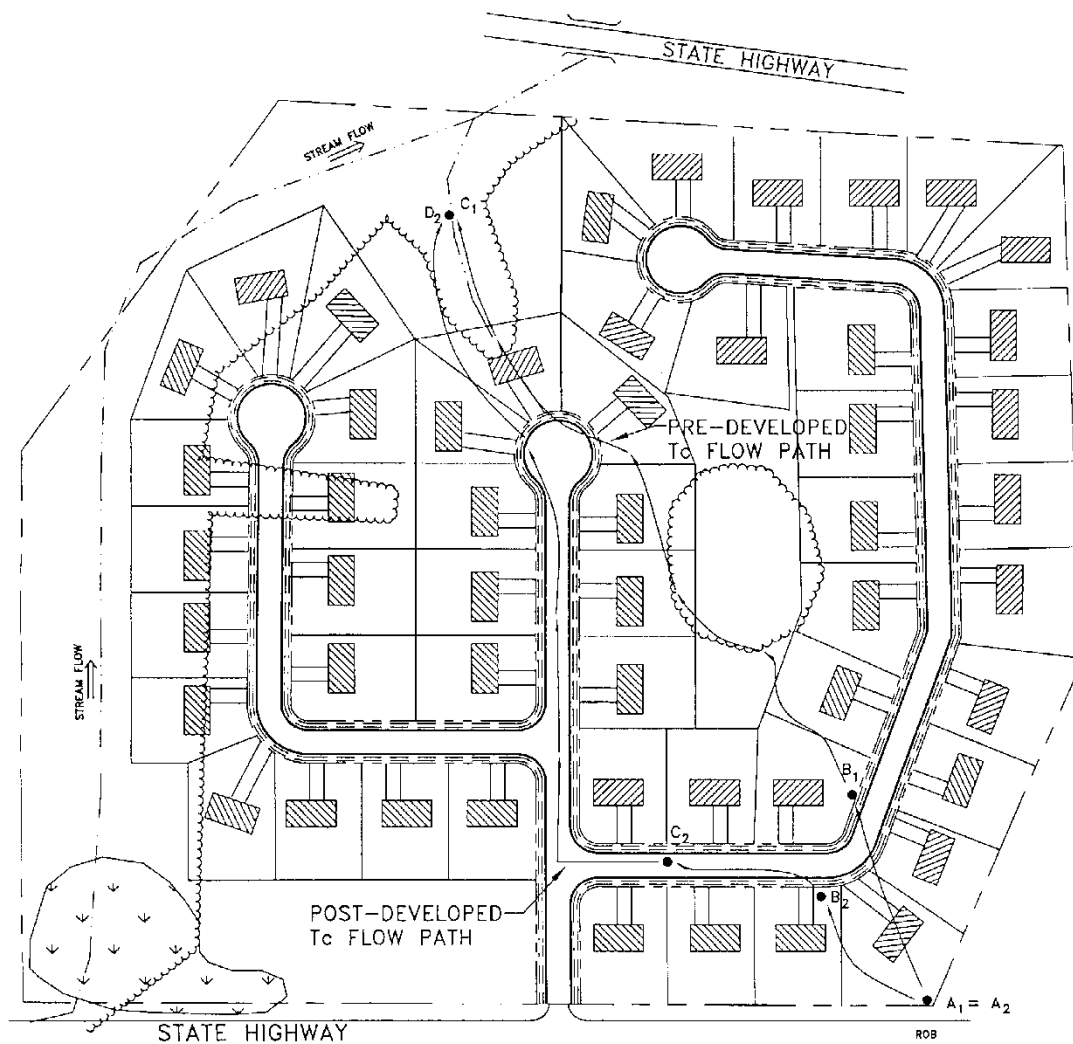 STATE HIGHWAY
STREAM FLOW
D2 C1
PRE-DEVELOPED
Tc FLOW PATH
STREAM FLOW
B1
C2
B2
POST-DEVELOPED
Tc FLOW PATH
A1 = A2
STATE HIGHWAY
ROB